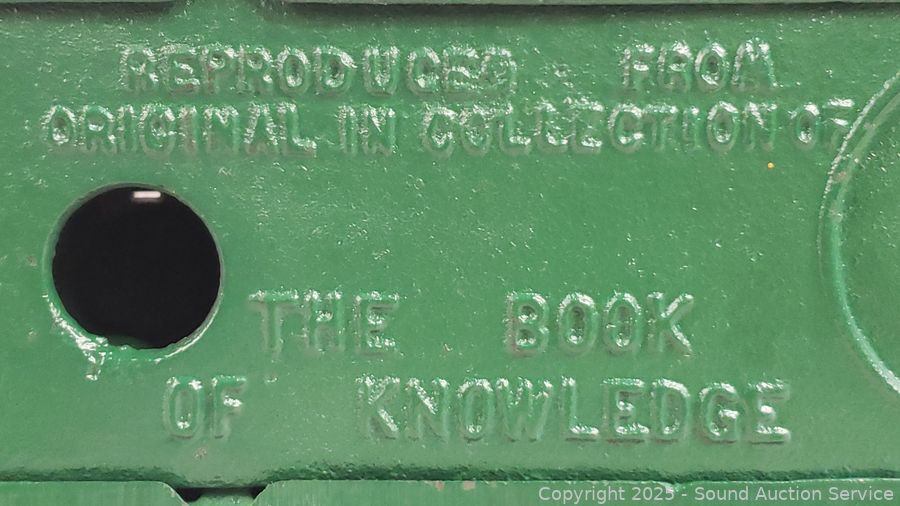 REPRODUCED FROM
ORIGINAL IN COLLECTION OF
THE BOOK
OF KNOWLEDGE
Copyright 2025 - Sound Auction Service